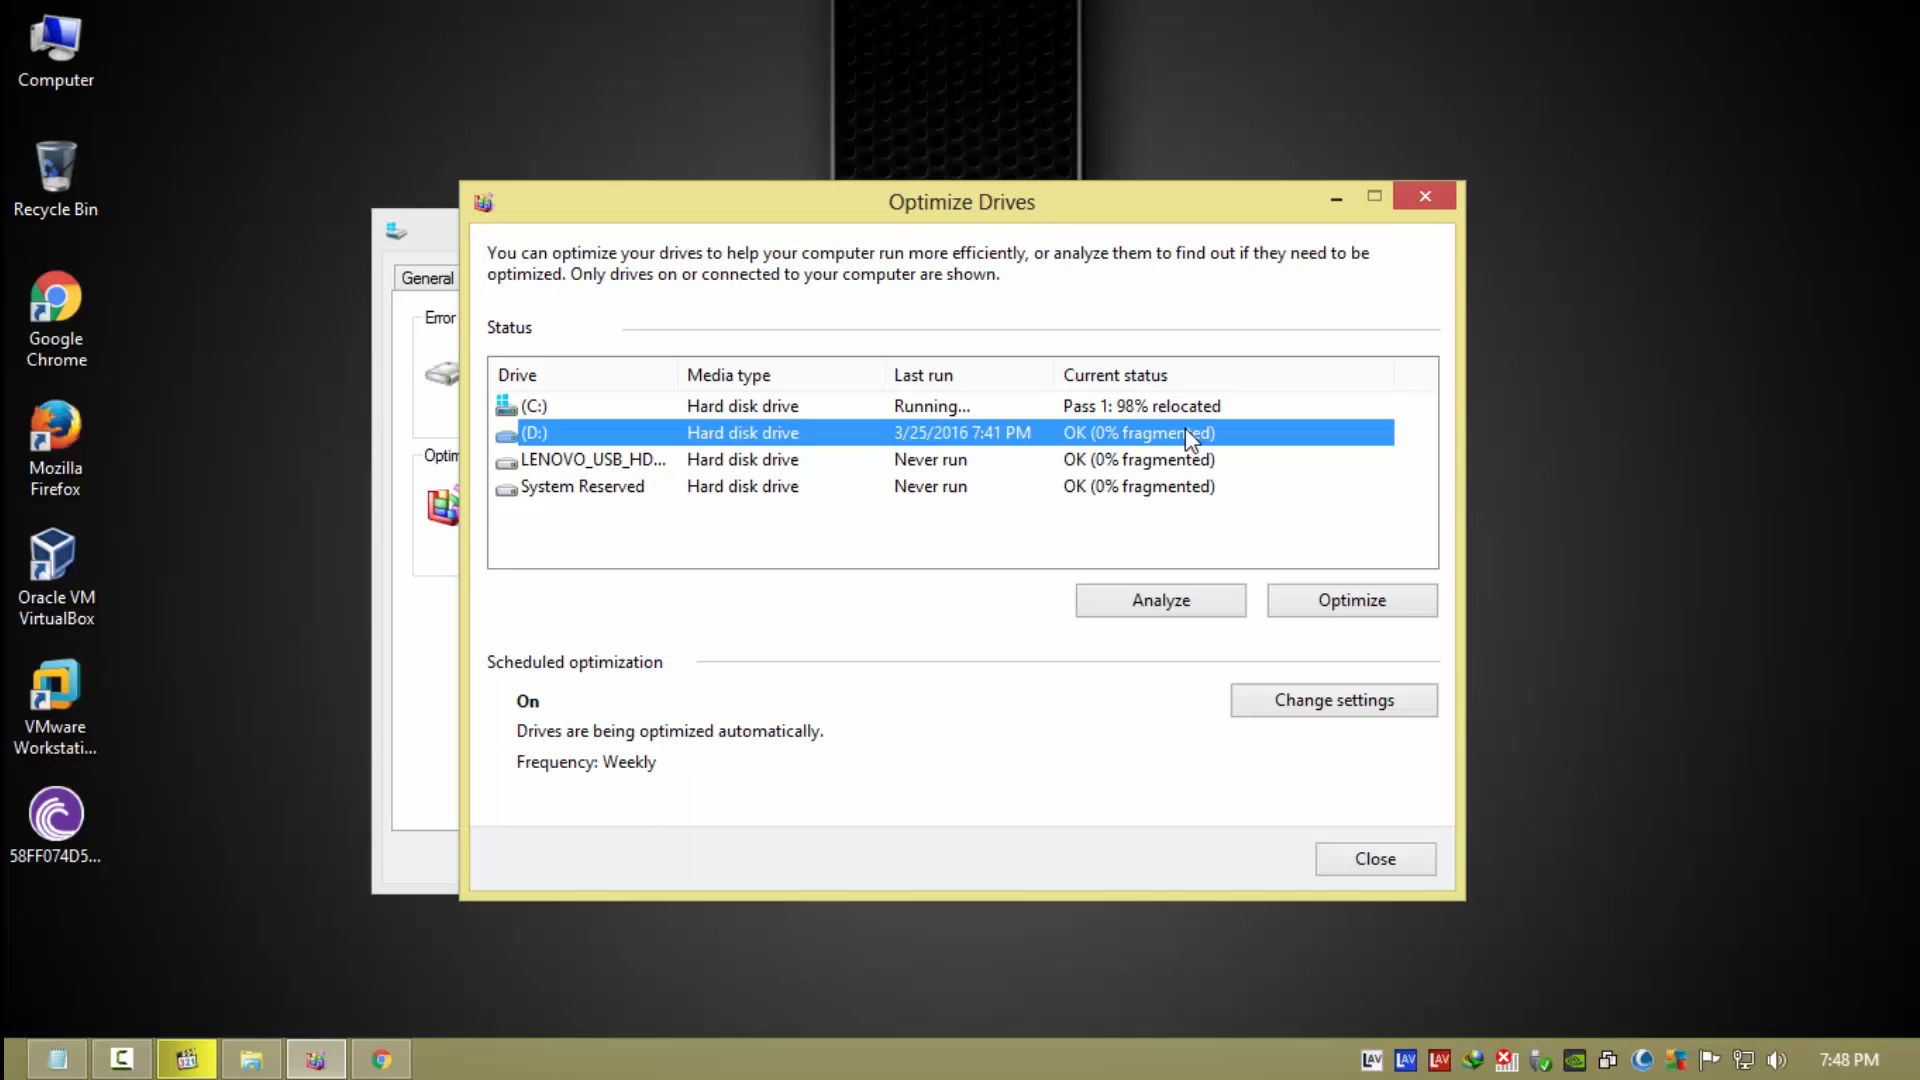 Computer
Recycle Bin
Google
Chrome
Mozilla
Firefox
Oracle VM
VirtualBox
VMware
Workstati...
58FF074D5...
General
Error
Optim
Optimize Drives
You can optimize your drives to help your computer run more efficiently, or analyze them to find out if they need to be
optimized. Only drives on or connected to your computer are shown.
Status
Drive Media type Last run Current status
(C:) Hard disk drive Running... Pass 1: 98% relocated
(D:) Hard disk drive 3/25/2016 7:41 PM OK (0% fragmented)
LENOVO_USB_HD... Hard disk drive Never run OK (0% fragmented)
System Reserved Hard disk drive Never run OK (0% fragmented)
Analyze Optimize
Scheduled optimization
On
Change settings
Drives are being optimized automatically.
Frequency: Weekly
Close
321
LAV LAV LAV 7:48 PM